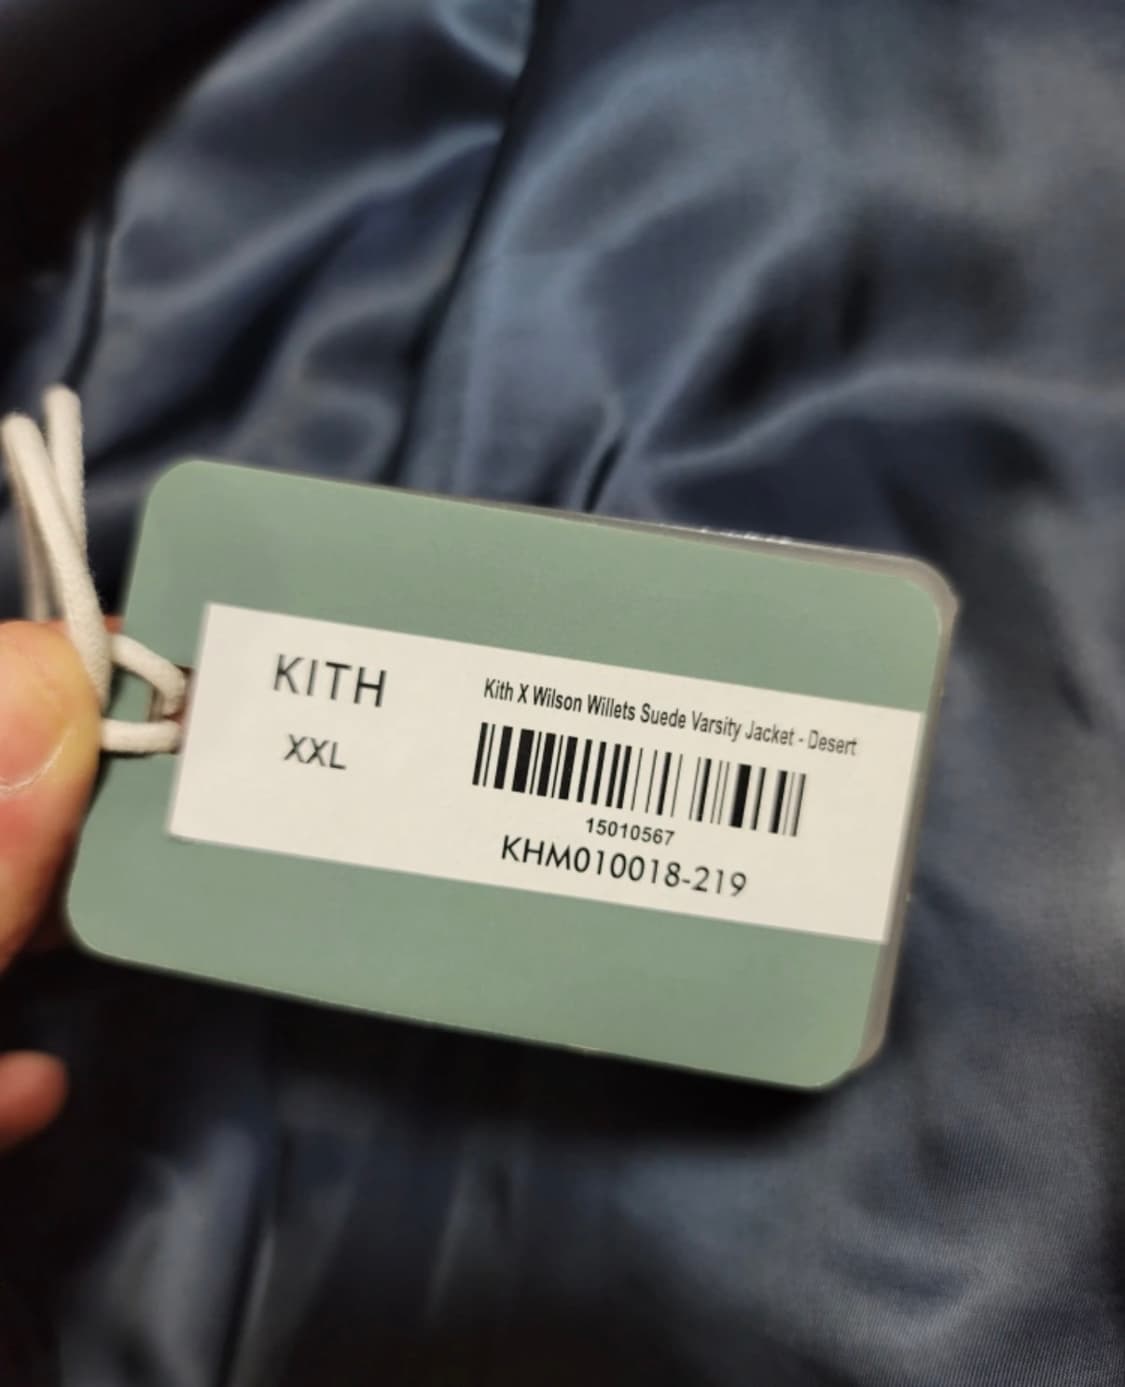 KITH
XXL
Kith X Wilson Willets Suede Varsity Jacket - Desert
15010567
KHM010018-219